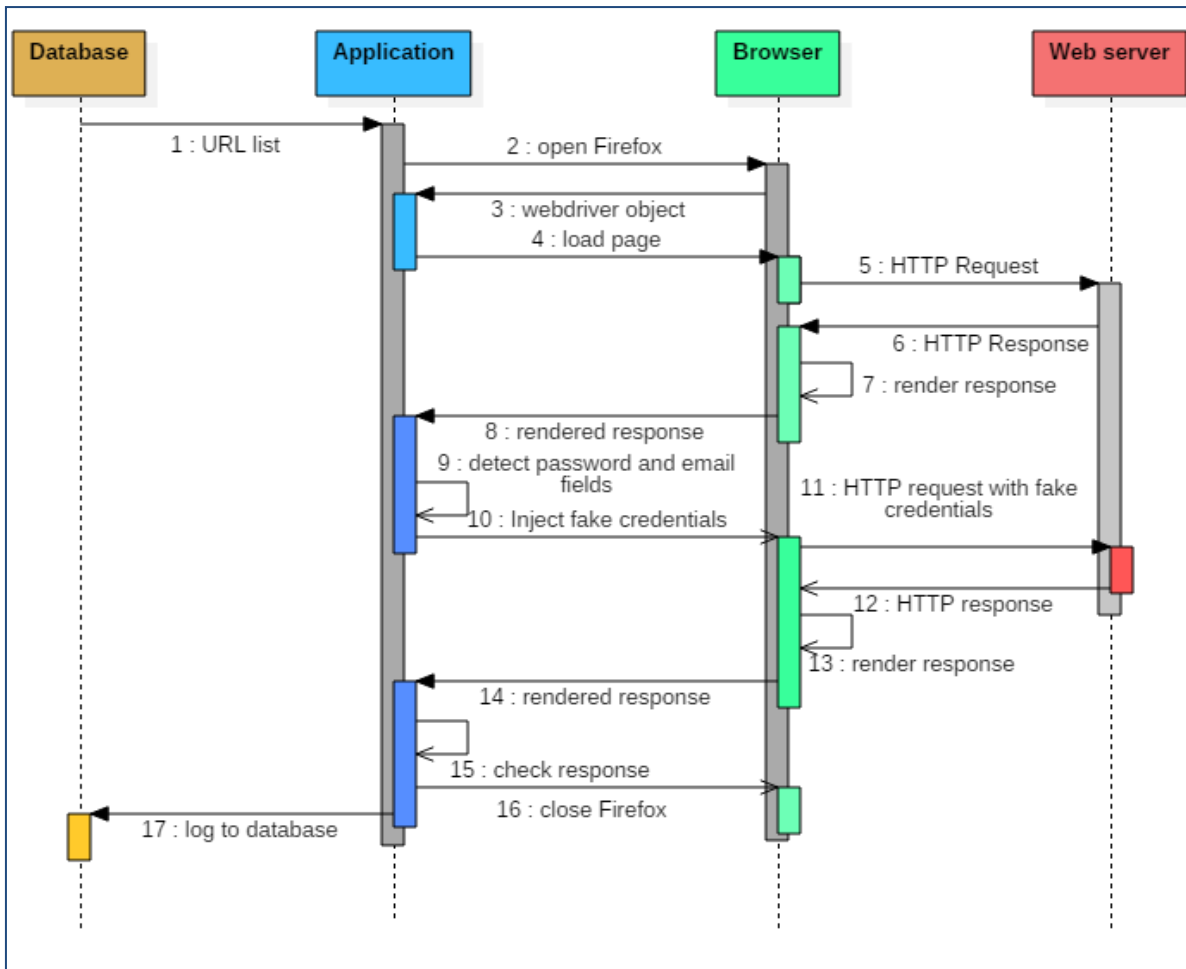 Database
Application
Browser
Web server
1 : URL list
2 : open Firefox
3 : webdriver object
4 : load page
5 : HTTP Request
6 : HTTP Response
7 : render response
8 : rendered response
9 : detect password and email
fields
10 : Inject fake credentials
11 : HTTP request with fake
credentials
12 : HTTP response
13 : render response
14 : rendered response
15 : check response
16 : close Firefox
17 : log to database